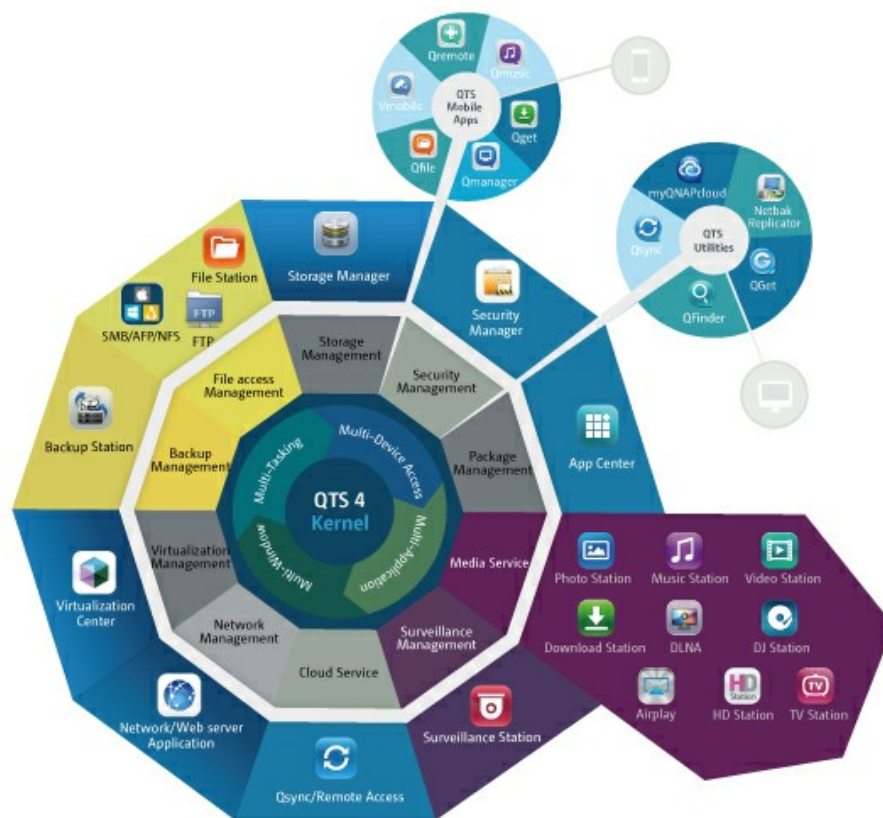 Qremote
Qmusic
Vmobile
QTS
Mobile
Apps
Qget
Qfile
Qmanager
myQNAPcloud
Netbak
Replicator
Qsync
QTS
Utilities
QGet
QFinder
File Station
Storage Manager
SMB/AFP/NFS
FTP
FTP
Security
Manager
Storage
Management
File access
Management
Security
Management
Backup Station
Backup
Management
Package
Management
App Center
Multi-Tasking
Multi-Device Access
Multi-Application
Multi-Window
QTS 4
Kernel
Virtualization
Management
Media Service
Virtualization
Center
Network
Management
Surveillance
Management
Cloud Service
Network/Web server
Application
Qsync/Remote Access
Surveillance Station
Photo Station
Music Station
Video Station
Download Station
DLNA
DJ Station
HD
Station
TV
Airplay
HD Station
TV Station